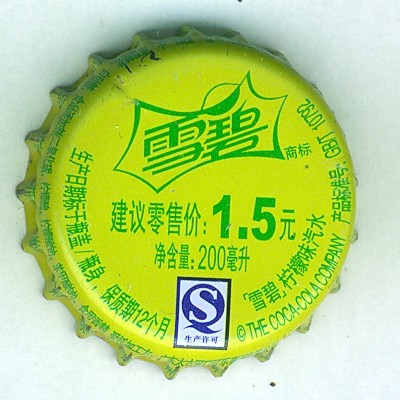 雪碧
商标
建议零售价：1.5元
净含量：200毫升
S
生产许可
生产日期标于瓶盖／瓶身，保质期12个月
"雪碧"柠檬味汽水
© THE COCA-COLA COMPANY 产品标准号：GB/T 10792